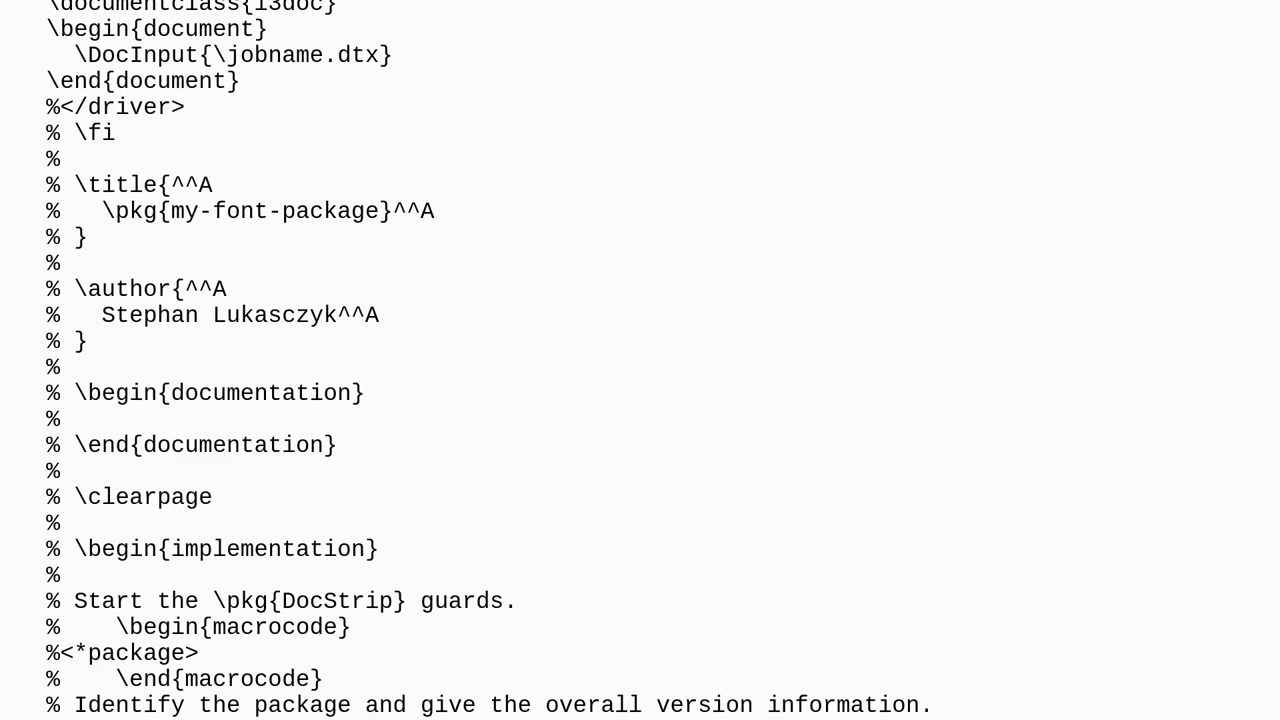 \documentclass{l3doc}
\begin{document}
  \DocInput{\jobname.dtx}
\end{document}
%</driver>
% \fi
%
% \title{^^A
%   \pkg{my-font-package}^^A
% }
%
% \author{^^A
%   Stephan Lukasczyk^^A
% }
%
% \begin{documentation}
%
% \end{documentation}
%
% \clearpage
%
% \begin{implementation}
%
% Start the \pkg{DocStrip} guards.
%    \begin{macrocode}
%<*package>
%    \end{macrocode}
% Identify the package and give the overall version information.